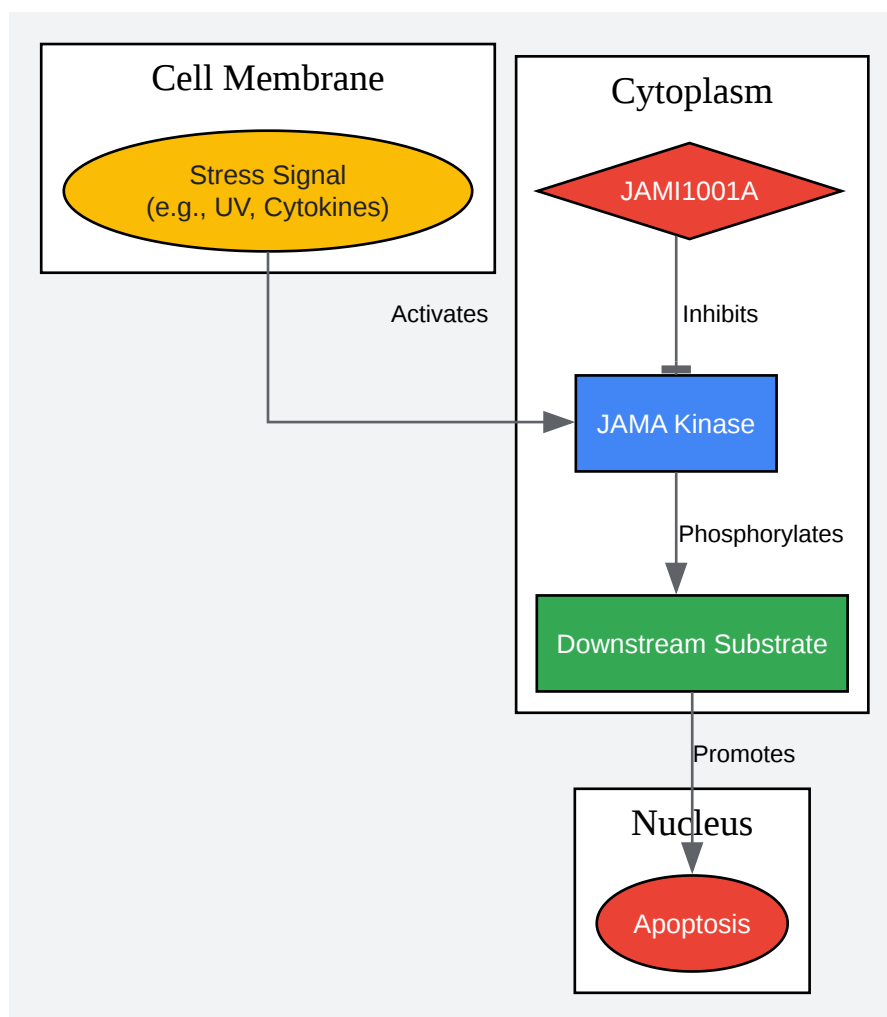 Cell Membrane
Stress Signal
(e.g., UV, Cytokines)
Activates
Cytoplasm
JAMI1001A
Inhibits
JAMA Kinase
Phosphorylates
Downstream Substrate
Promotes
Nucleus
Apoptosis